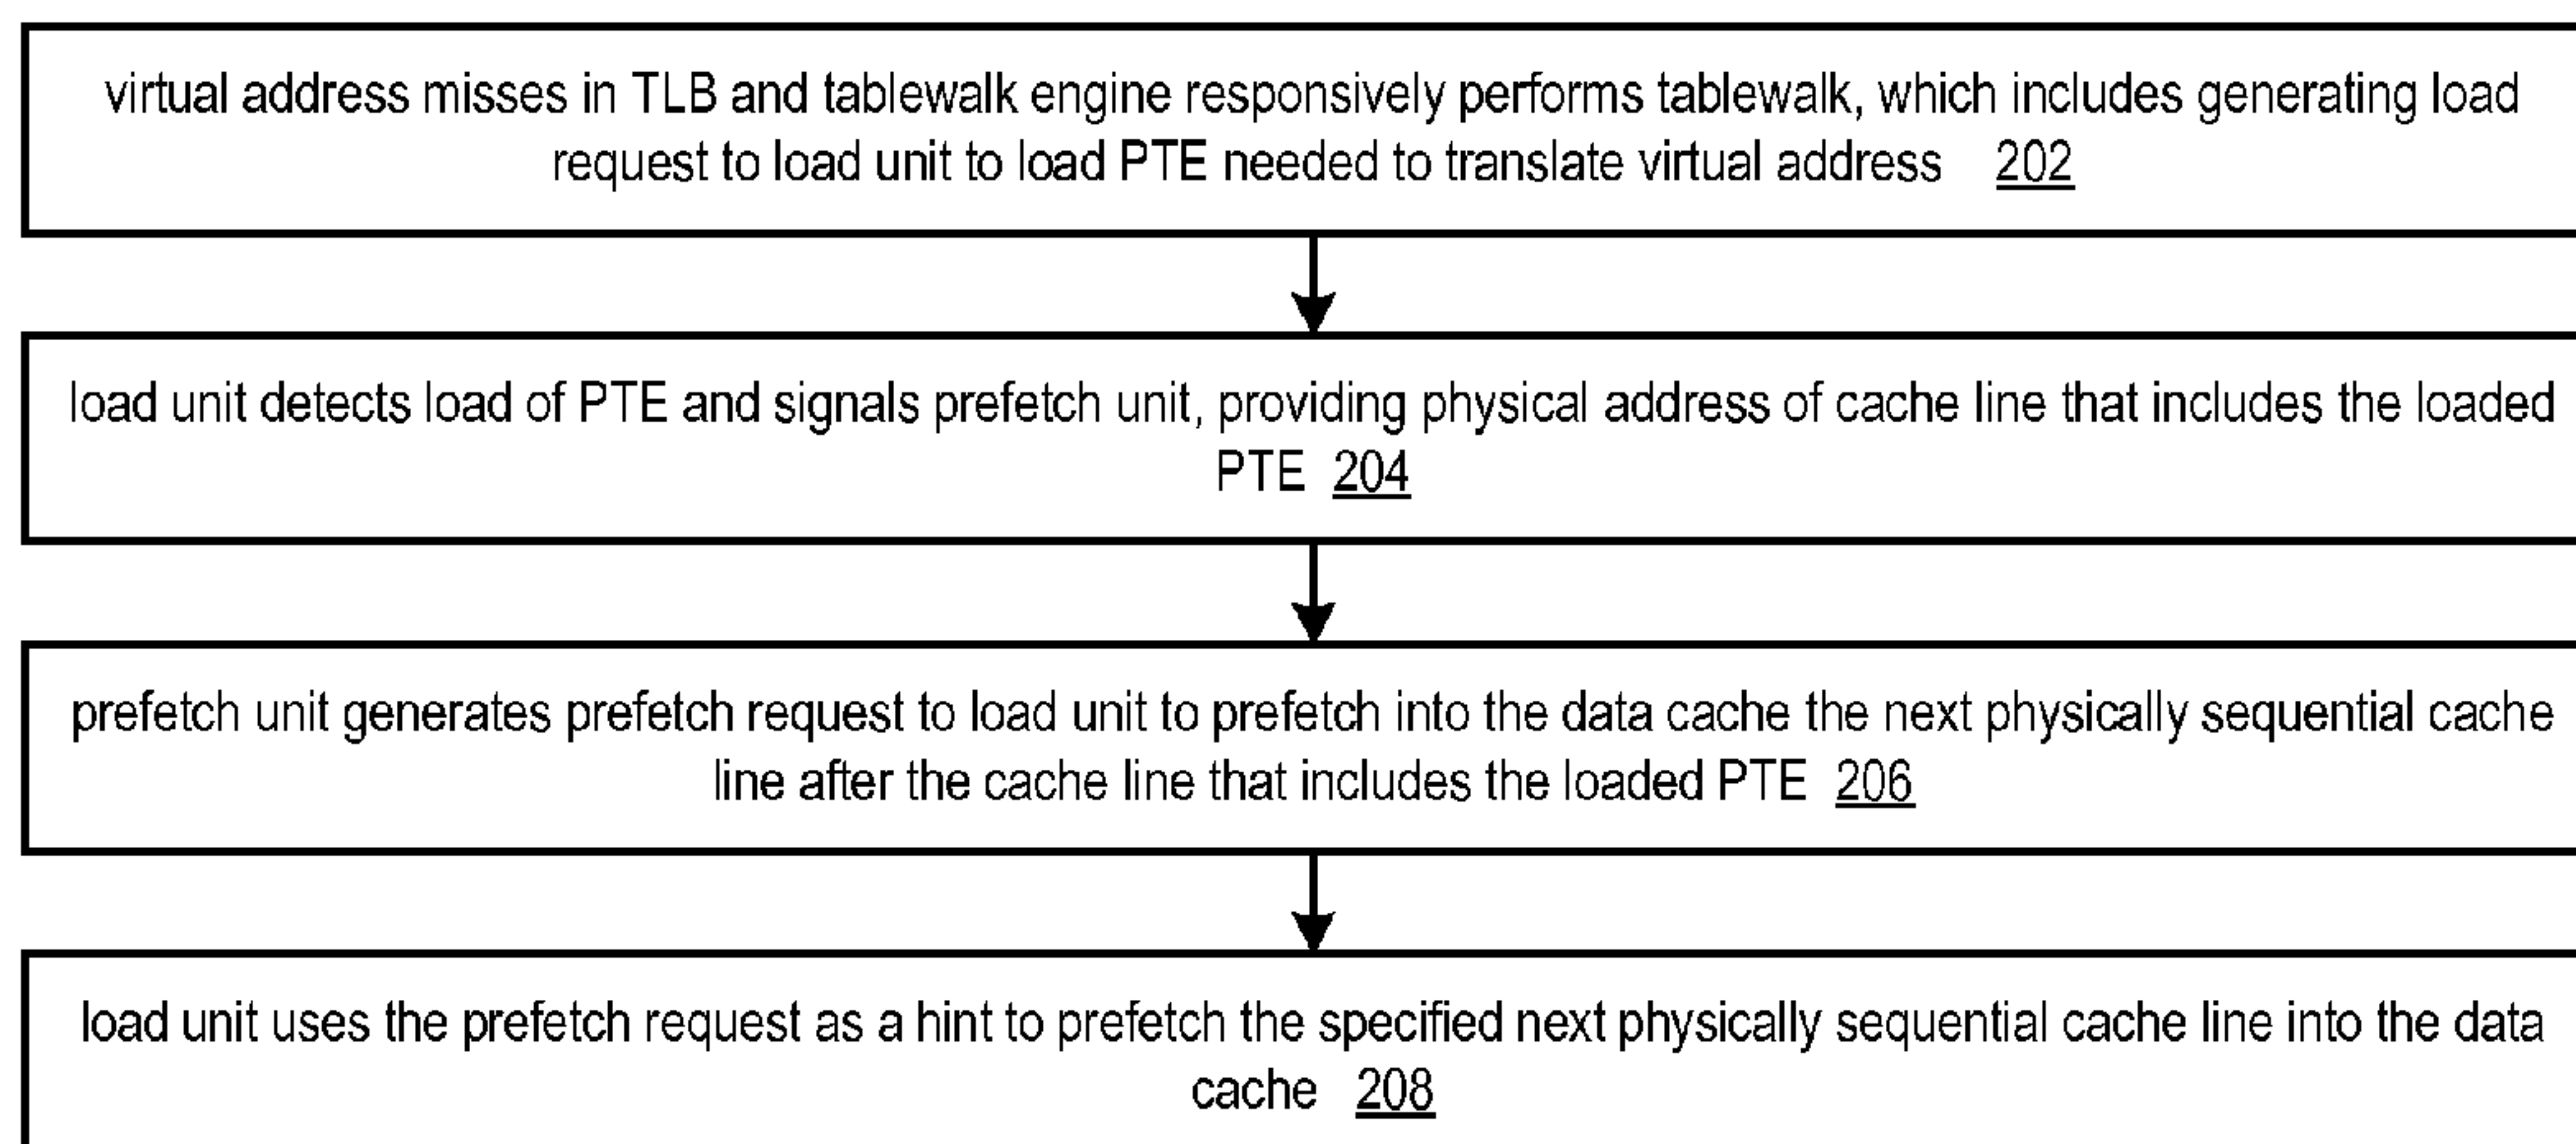 virtual address misses in TLB and tablewalk engine responsively performs tablewalk, which includes generating load
request to load unit to load PTE needed to translate virtual address 202
load unit detects load of PTE and signals prefetch unit, providing physical address of cache line that includes the loaded
PTE 204
prefetch unit generates prefetch request to load unit to prefetch into the data cache the next physically sequential cache
line after the cache line that includes the loaded PTE 206
load unit uses the prefetch request as a hint to prefetch the specified next physically sequential cache line into the data
cache 208